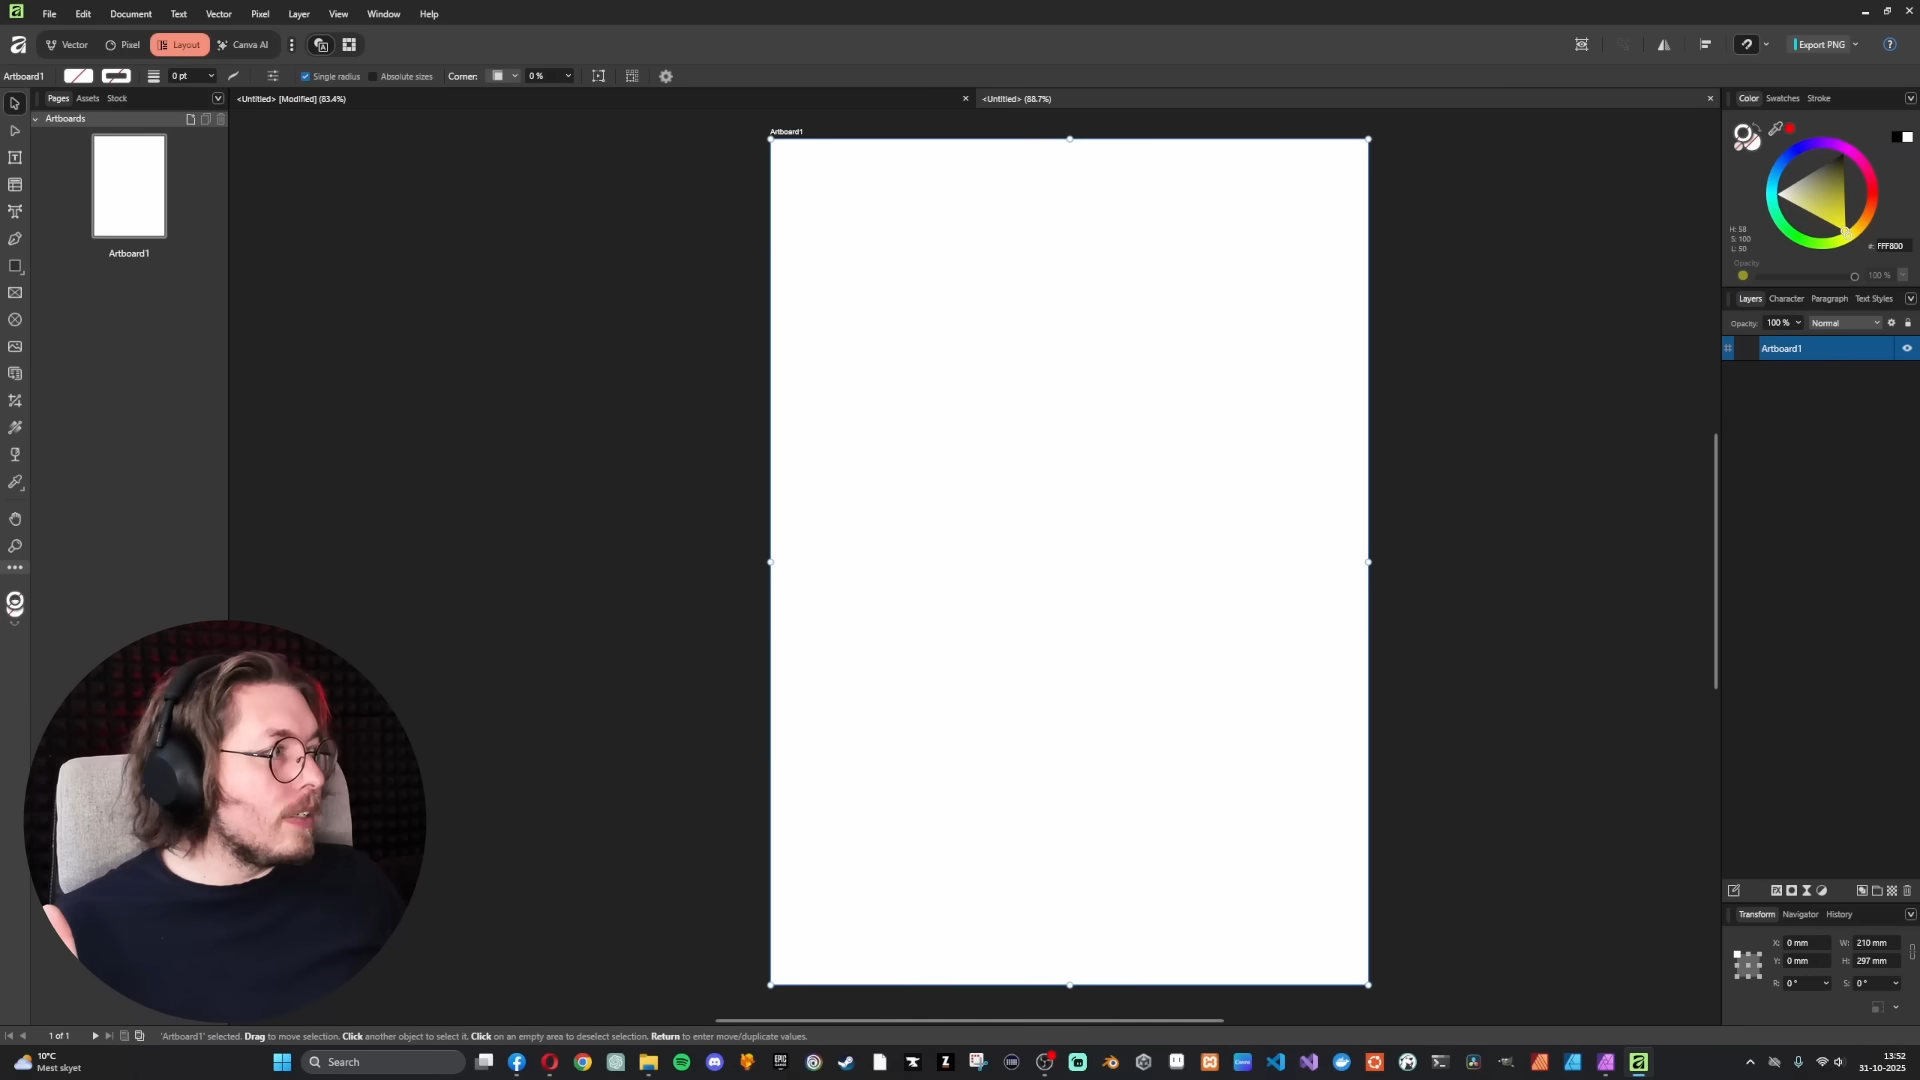 File Edit Document Text Vector Pixel Layer View Window Help
Vector Pixel Layout Canva AI Export PNG
Artboard1 0 pt Single radius Absolute sizes Corner: 0 %
Pages Assets Stock
<Untitled> [Modified] (83.4%)
<Untitled> (88.7%)
Artboards
Artboard1
Artboard1
Color Swatches Stroke
H: 58
S: 100
L: 50
#: FFF800
Opacity
100 %
Layers Character Paragraph Text Styles
Opacity: 100 % Normal
Artboard1
Transform Navigator History
X: 0 mm W: 210 mm
Y: 0 mm H: 297 mm
R: 0 ° S: 0 °
1 of 1 'Artboard1' selected. Drag to move selection. Click another object to select it. Click on an empty area to deselect selection. Return to enter move/duplicate values.
10°C
Mest skyet
Search
13:52
31-10-2025